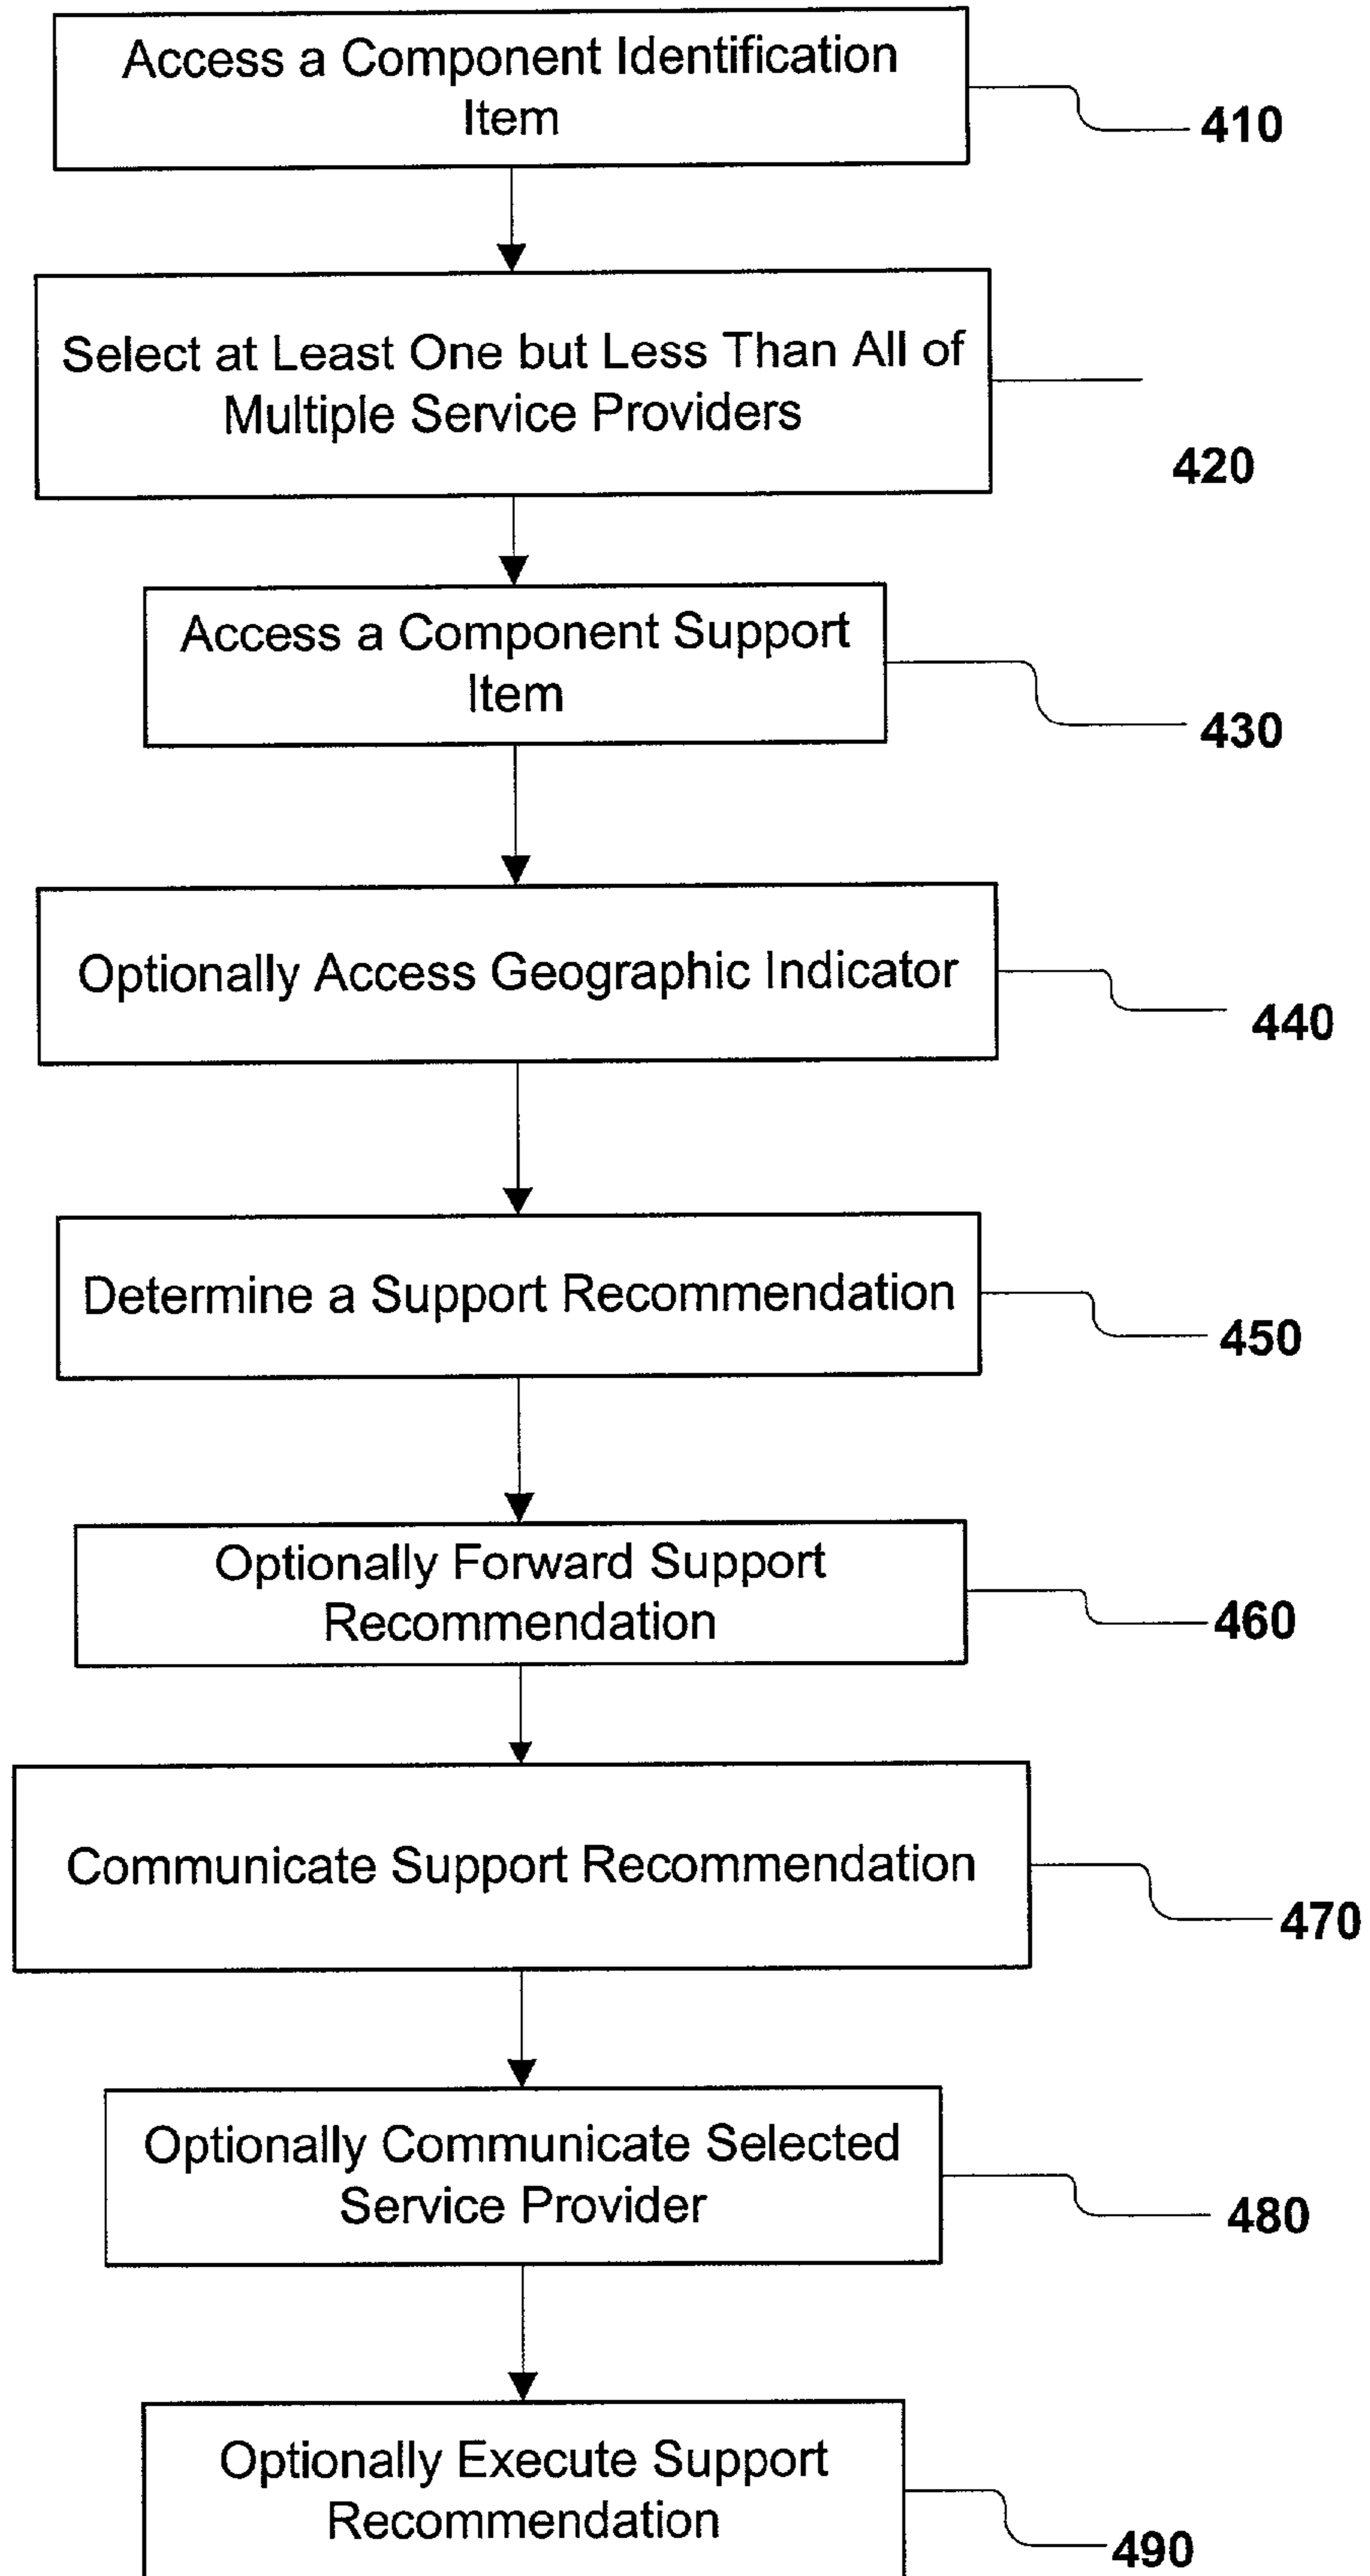 Access a Component Identification
Item
410
Select at Least One but Less Than All of
Multiple Service Providers
420
Access a Component Support
Item
430
Optionally Access Geographic Indicator
440
Determine a Support Recommendation
450
Optionally Forward Support
Recommendation
460
Communicate Support Recommendation
470
Optionally Communicate Selected
Service Provider
480
Optionally Execute Support
Recommendation
490